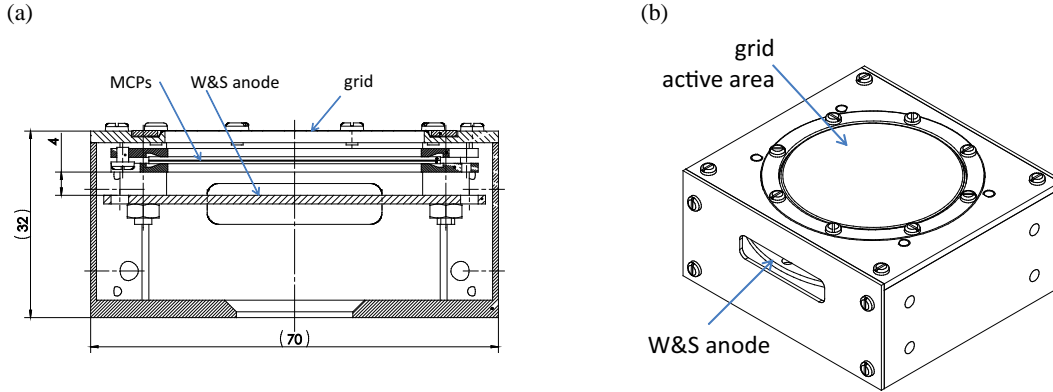 (a)
MCPs
W&S anode
grid
4
(32)
(70)
(b)
grid
active area
W&S anode